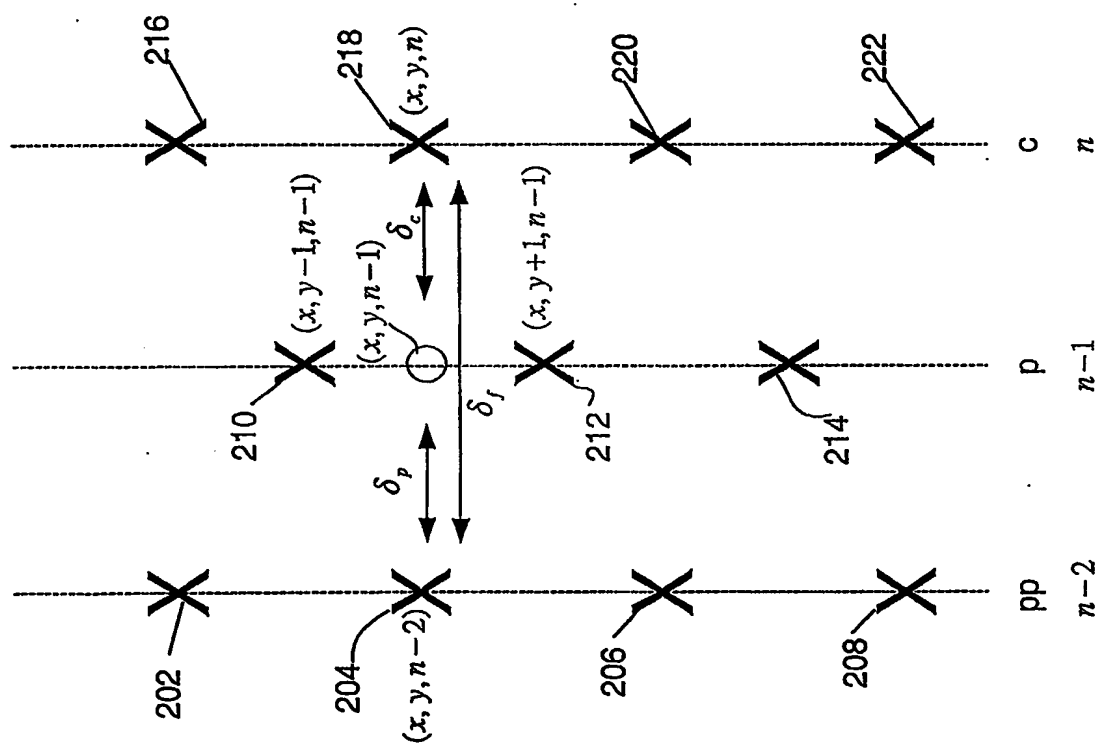 216
218
(x, y, n)
220
222
(x, y−1, n−1)
(x, y, n−1)
δc
210
δp
δf
(x, y+1, n−1)
212
214
202
204
(x, y, n−2)
206
208
pp
p
c
n−2
n−1
n